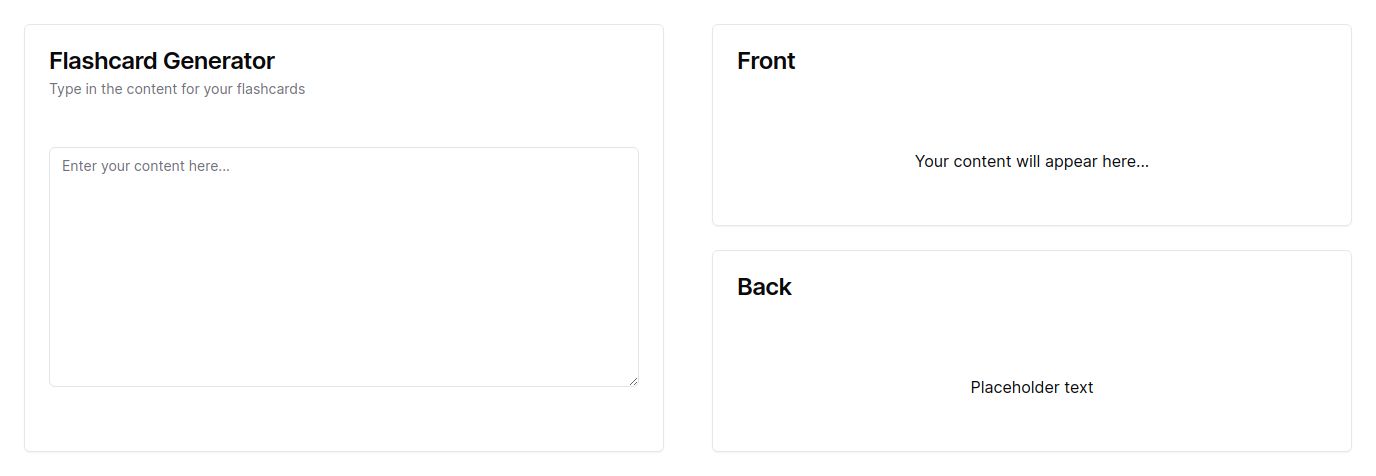 Flashcard Generator
Type in the content for your flashcards
Enter your content here...
Front
Your content will appear here...
Back
Placeholder text